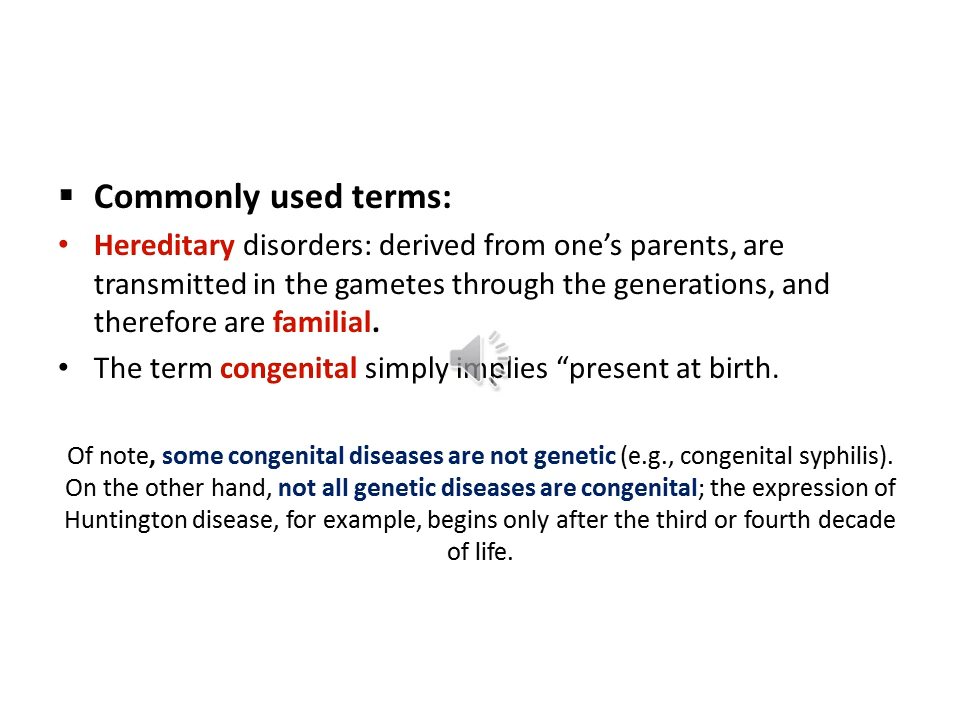 ▪ Commonly used terms:
• Hereditary disorders: derived from one’s parents, are
transmitted in the gametes through the generations, and
therefore are familial.
• The term congenital simply implies “present at birth.
Of note, some congenital diseases are not genetic (e.g., congenital syphilis).
On the other hand, not all genetic diseases are congenital; the expression of
Huntington disease, for example, begins only after the third or fourth decade
of life.